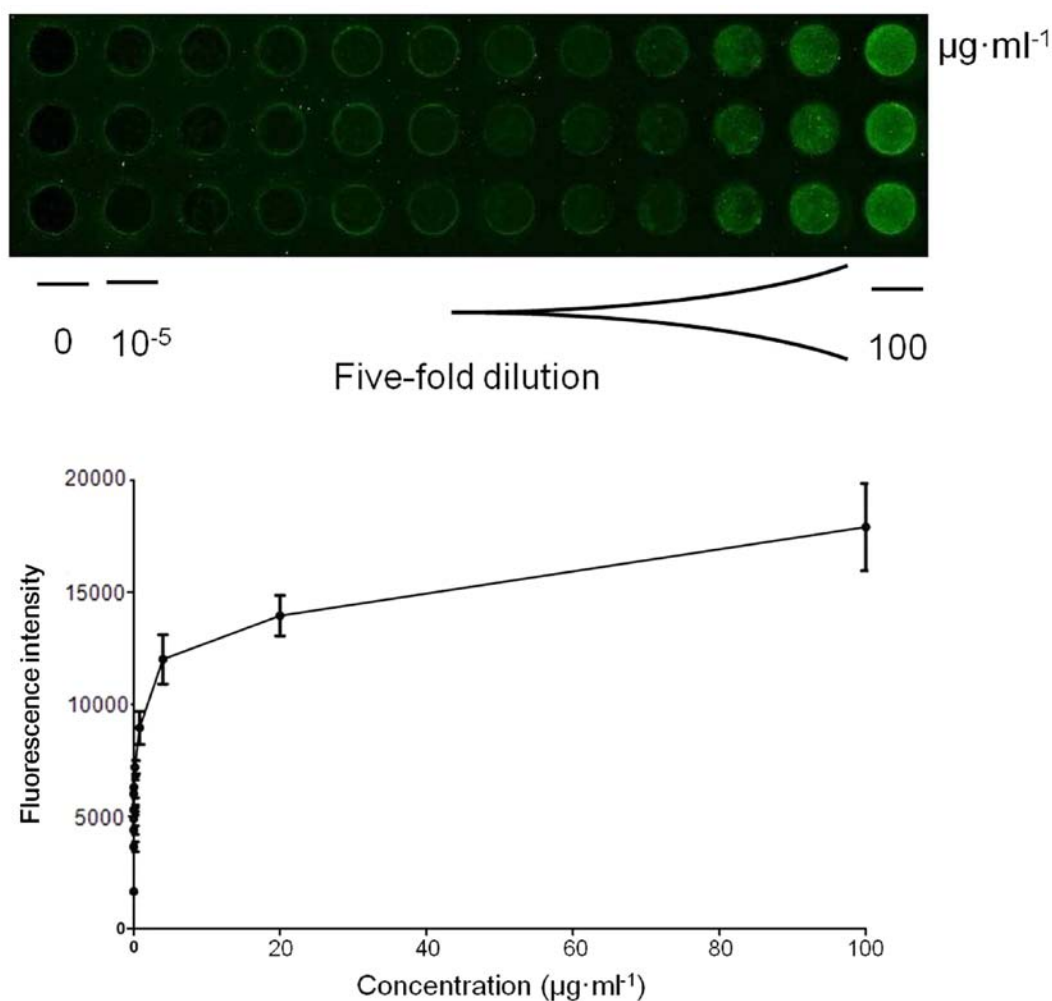 µg·ml⁻¹
0 10⁻⁵ 100
Five-fold dilution
20000
15000
10000
5000
0
Fluorescence intensity
0 20 40 60 80 100
Concentration (µg·ml⁻¹)